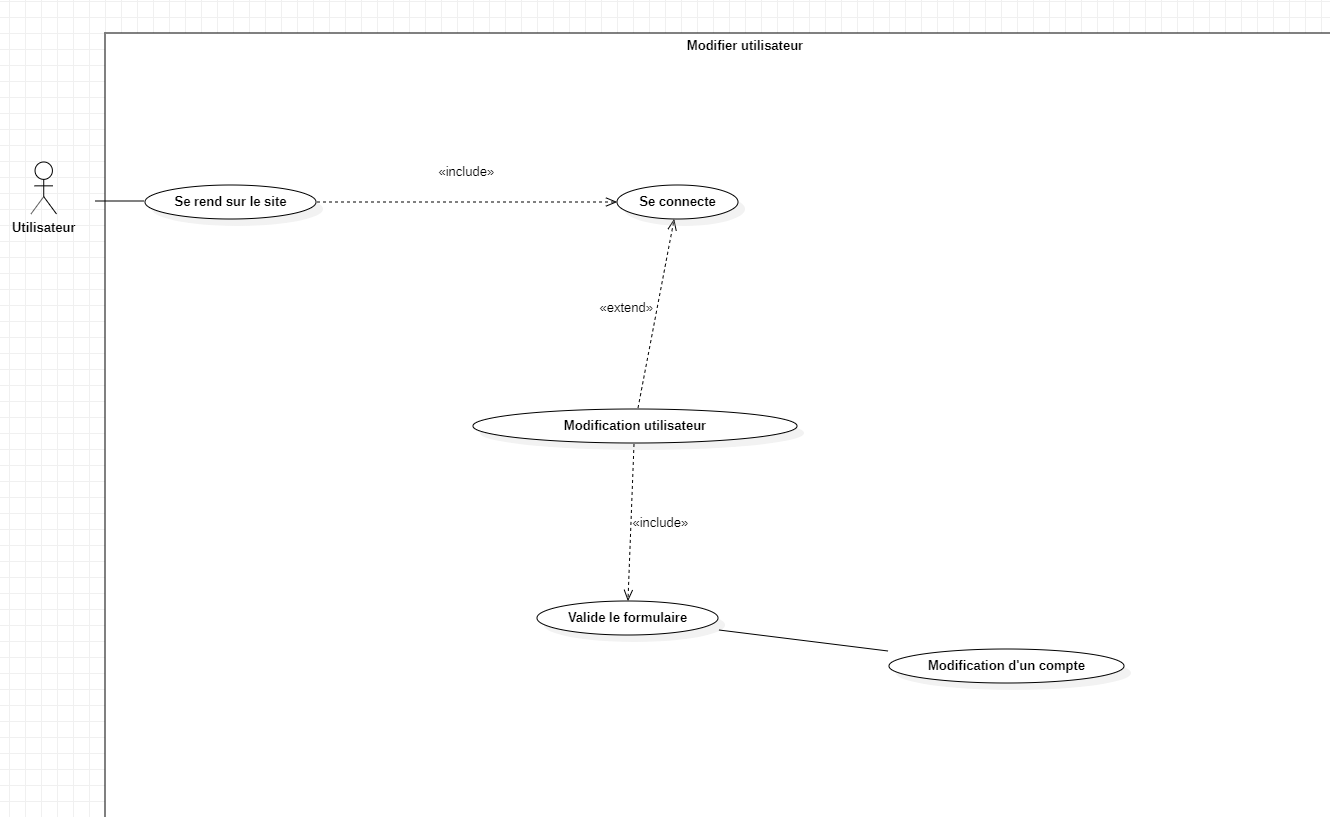 Modifier utilisateur
«include»
Se rend sur le site
Se connecte
Utilisateur
«extend»
Modification utilisateur
«include»
Valide le formulaire
Modification d'un compte